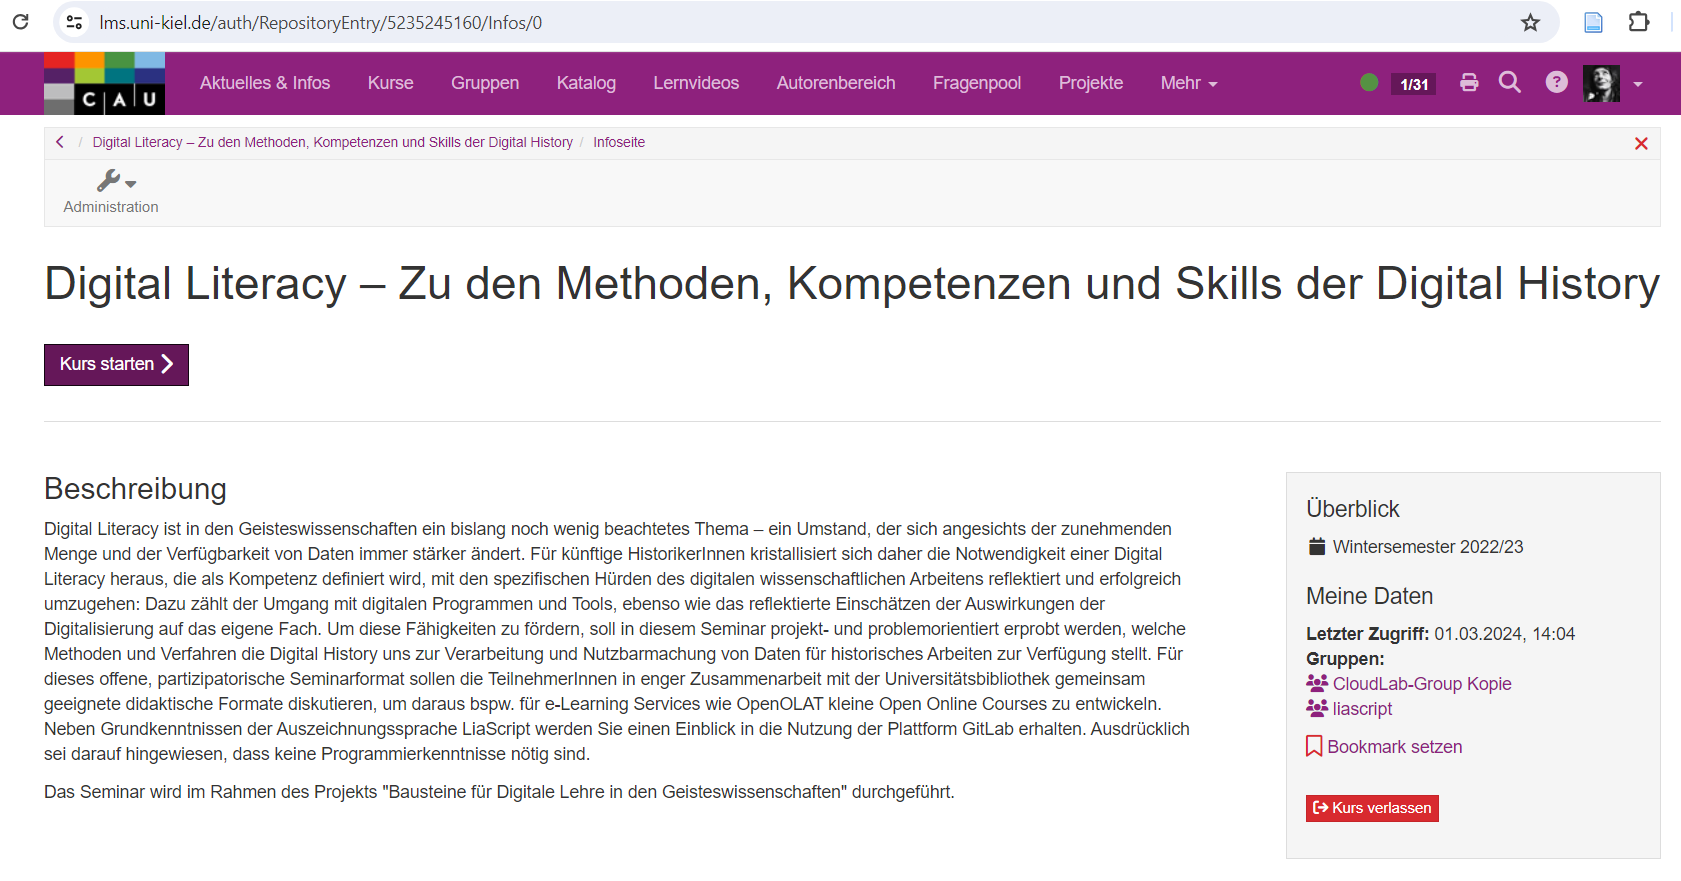 lms.uni-kiel.de/auth/RepositoryEntry/5235245160/Infos/0
CAU
Aktuelles & Infos
Kurse
Gruppen
Katalog
Lernvideos
Autorenbereich
Fragenpool
Projekte
Mehr
1/31
?
/ Digital Literacy – Zu den Methoden, Kompetenzen und Skills der Digital History / Infoseite
Administration
Digital Literacy – Zu den Methoden, Kompetenzen und Skills der Digital History
Kurs starten
Beschreibung
Digital Literacy ist in den Geisteswissenschaften ein bislang noch wenig beachtetes Thema – ein Umstand, der sich angesichts der zunehmenden
Menge und der Verfügbarkeit von Daten immer stärker ändert. Für künftige HistorikerInnen kristallisiert sich daher die Notwendigkeit einer Digital
Literacy heraus, die als Kompetenz definiert wird, mit den spezifischen Hürden des digitalen wissenschaftlichen Arbeitens reflektiert und erfolgreich
umzugehen: Dazu zählt der Umgang mit digitalen Programmen und Tools, ebenso wie das reflektierte Einschätzen der Auswirkungen der
Digitalisierung auf das eigene Fach. Um diese Fähigkeiten zu fördern, soll in diesem Seminar projekt- und problemorientiert erprobt werden, welche
Methoden und Verfahren die Digital History uns zur Verarbeitung und Nutzbarmachung von Daten für historisches Arbeiten zur Verfügung stellt. Für
dieses offene, partizipatorische Seminarformat sollen die TeilnehmerInnen in enger Zusammenarbeit mit der Universitätsbibliothek gemeinsam
geeignete didaktische Formate diskutieren, um daraus bspw. für e-Learning Services wie OpenOLAT kleine Open Online Courses zu entwickeln.
Neben Grundkenntnissen der Auszeichnungssprache LiaScript werden Sie einen Einblick in die Nutzung der Plattform GitLab erhalten. Ausdrücklich
sei darauf hingewiesen, dass keine Programmierkenntnisse nötig sind.
Das Seminar wird im Rahmen des Projekts "Bausteine für Digitale Lehre in den Geisteswissenschaften" durchgeführt.
Überblick
Wintersemester 2022/23
Meine Daten
Letzter Zugriff: 01.03.2024, 14:04
Gruppen:
CloudLab-Group Kopie
liascript
Bookmark setzen
Kurs verlassen